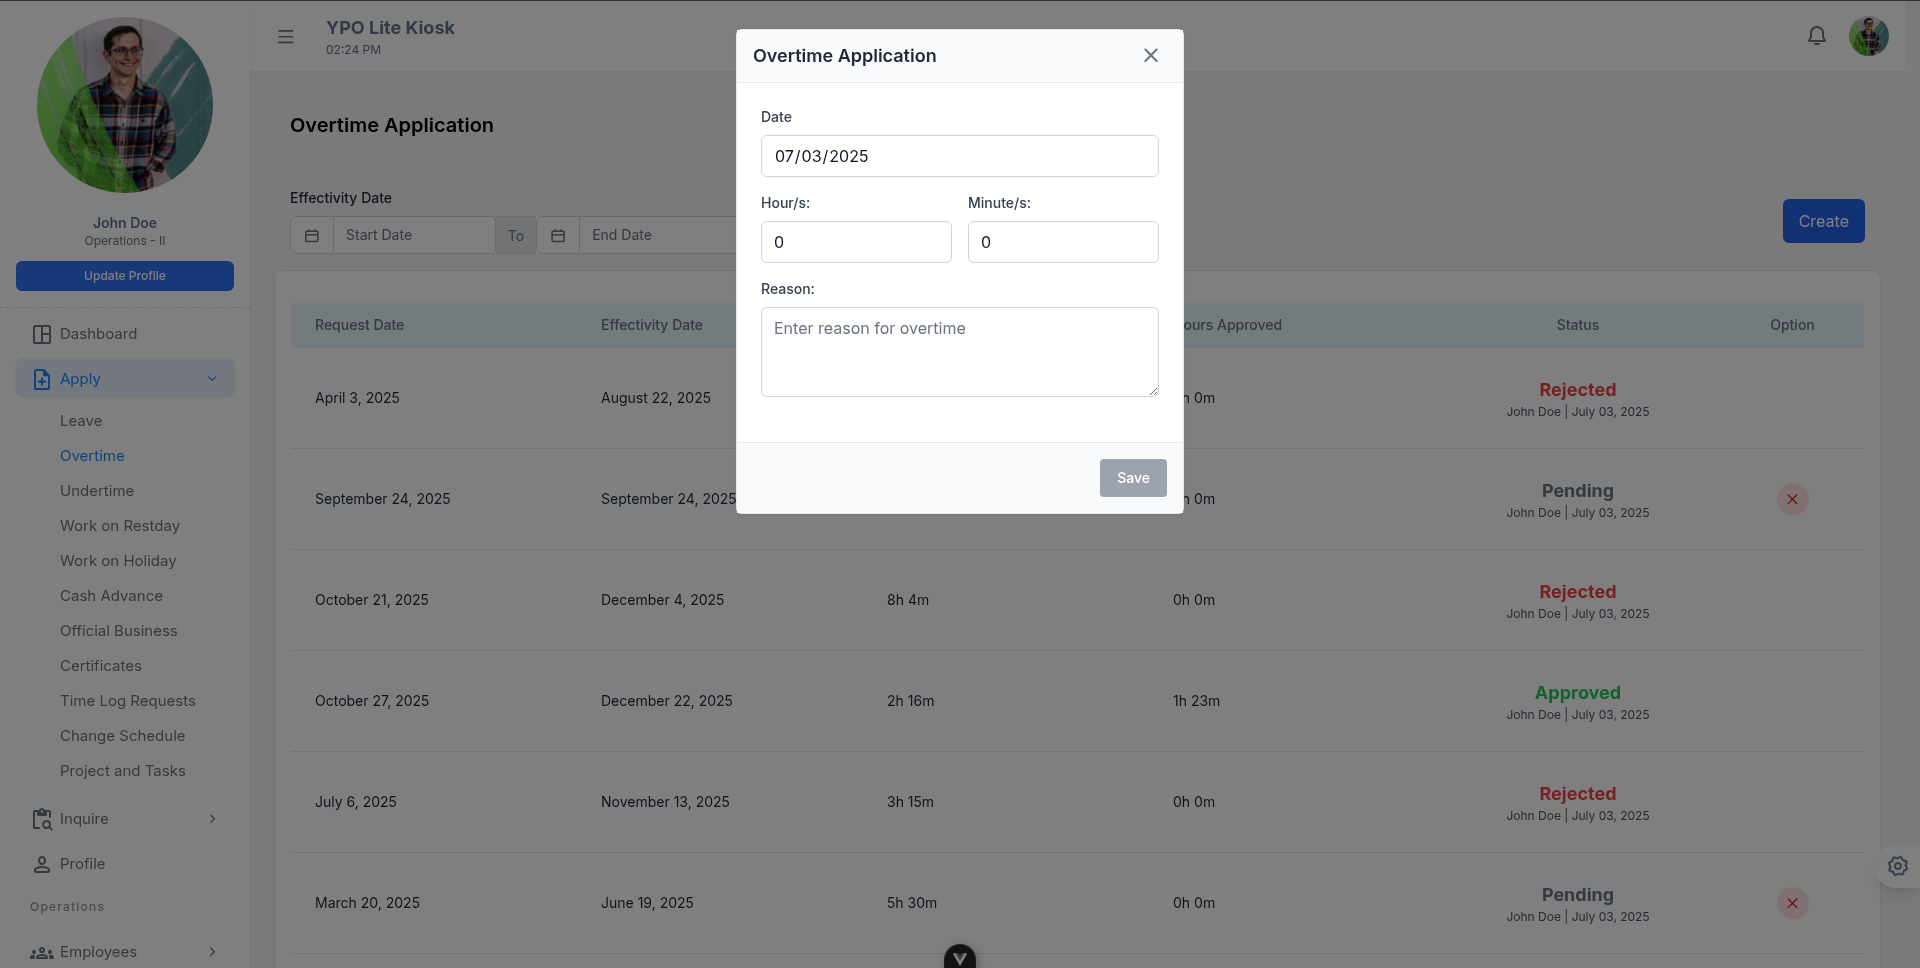 YPO Lite Kiosk
02:24 PM
John Doe
Operations - II
Update Profile
Dashboard
Apply
Leave
Overtime
Undertime
Work on Restday
Work on Holiday
Cash Advance
Official Business
Certificates
Time Log Requests
Change Schedule
Project and Tasks
Inquire
Profile
Operations
Employees
Overtime Application
Effectivity Date
Start Date To End Date
Create
Overtime Application
Date
07/03/2025
Hour/s: Minute/s:
0 0
Reason:
Enter reason for overtime
Save
Request Date Effectivity Date ours Approved Status Option
April 3, 2025 August 22, 2025 h 0m Rejected
John Doe | July 03, 2025
September 24, 2025 September 24, 2025 h 0m Pending
John Doe | July 03, 2025
October 21, 2025 December 4, 2025 8h 4m 0h 0m Rejected
John Doe | July 03, 2025
October 27, 2025 December 22, 2025 2h 16m 1h 23m Approved
John Doe | July 03, 2025
July 6, 2025 November 13, 2025 3h 15m 0h 0m Rejected
John Doe | July 03, 2025
March 20, 2025 June 19, 2025 5h 30m 0h 0m Pending
John Doe | July 03, 2025